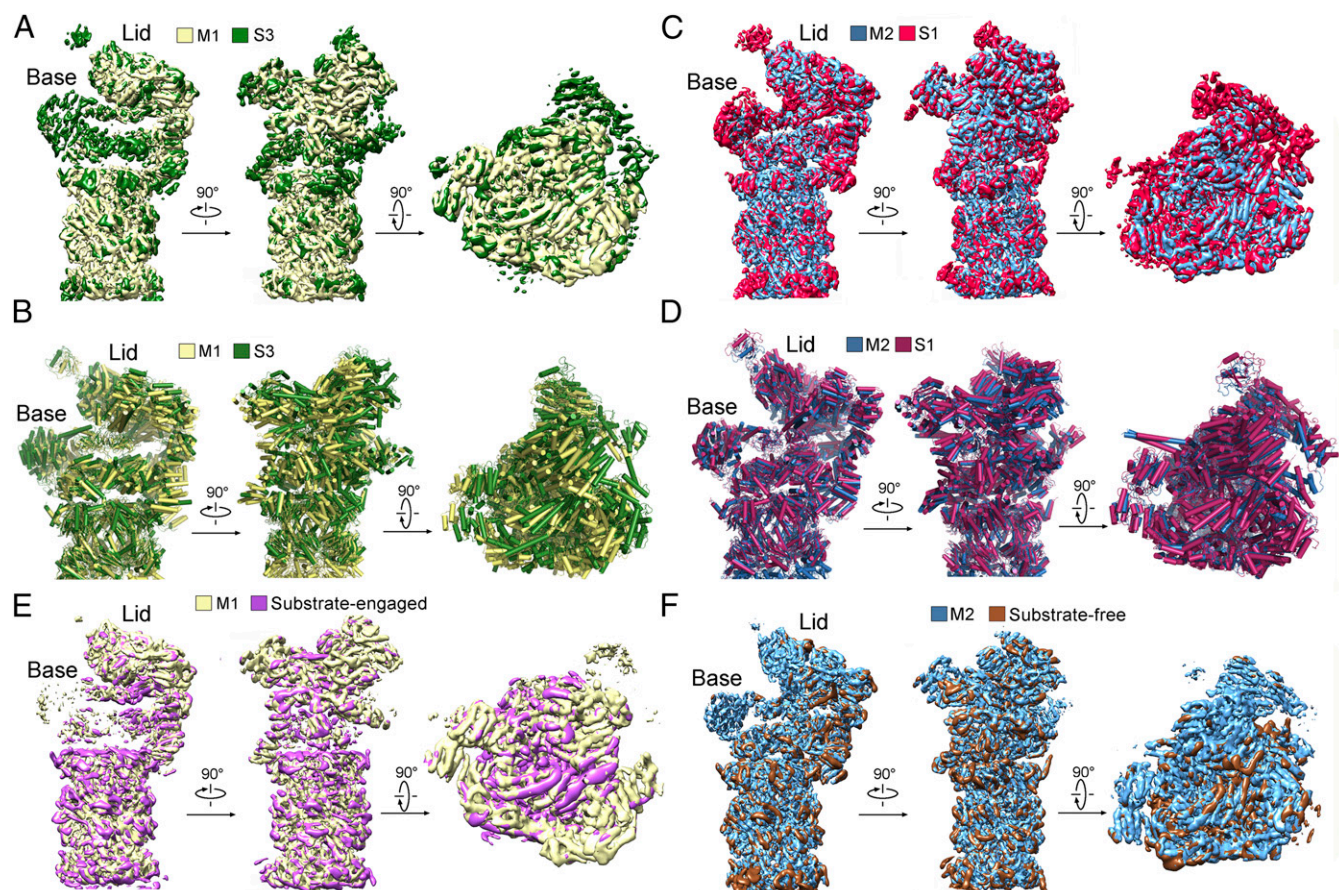 A
Lid
M1
S3
Base
90°
90°
C
Lid
M2
S1
Base
90°
90°
B
M1
S3
Lid
Base
90°
90°
D
M2
S1
Lid
Base
90°
90°
E
M1
Substrate-engaged
Lid
Base
90°
90°
F
M2
Substrate-free
Lid
Base
90°
90°